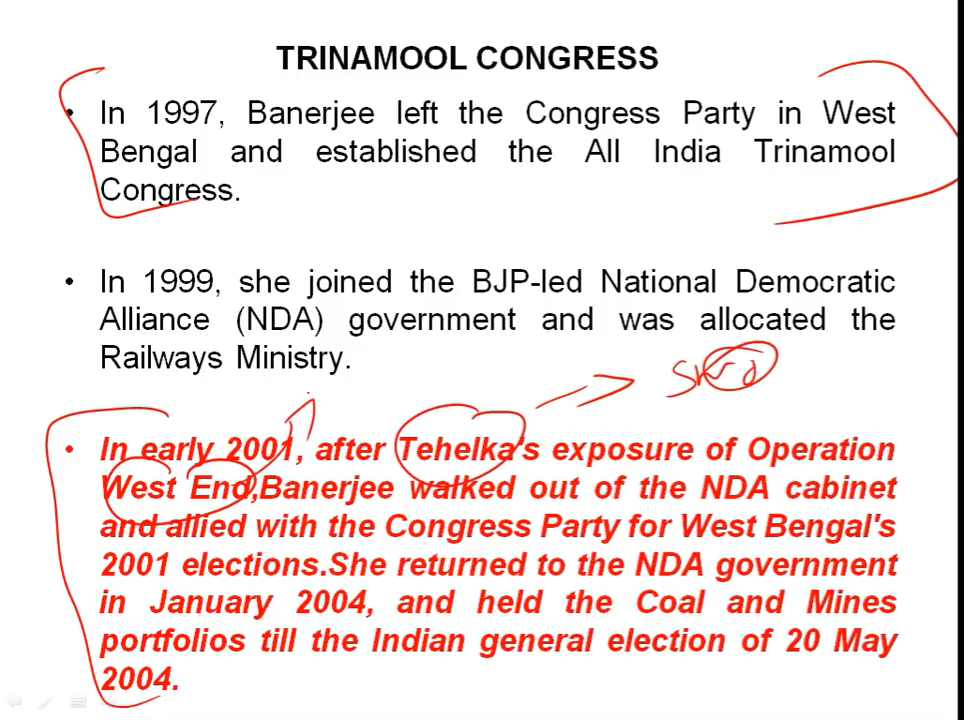 TRINAMOOL CONGRESS
• In 1997, Banerjee left the Congress Party in West
Bengal and established the All India Trinamool
Congress.
• In 1999, she joined the BJP-led National Democratic
Alliance (NDA) government and was allocated the
Railways Ministry.
• In early 2001, after Tehelka's exposure of Operation
West End,Banerjee walked out of the NDA cabinet
and allied with the Congress Party for West Bengal's
2001 elections.She returned to the NDA government
in January 2004, and held the Coal and Mines
portfolios till the Indian general election of 20 May
2004.